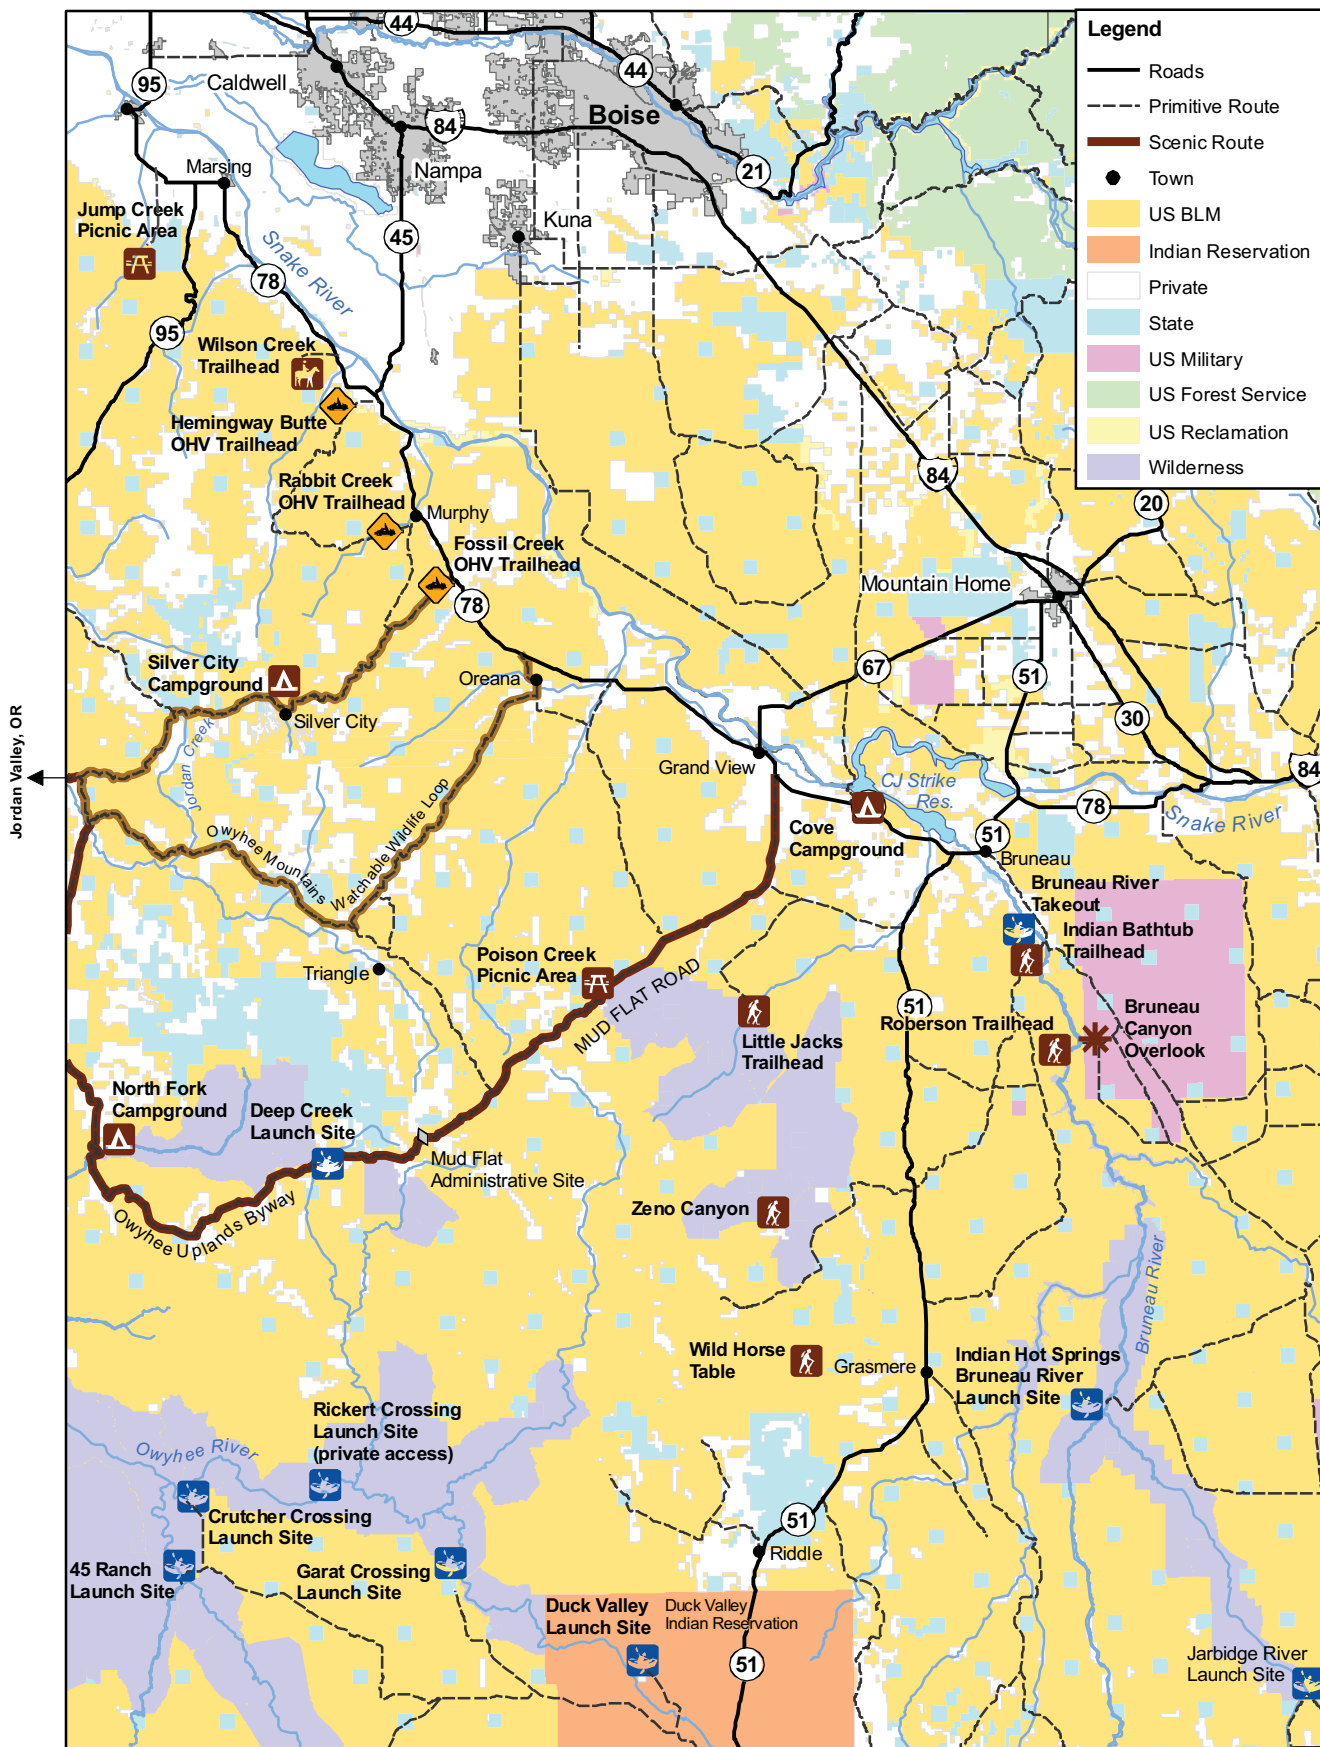 44
95
Caldwell
44
Boise
84
Nampa
21
Marsing
Jump Creek
Picnic Area
Kuna
45
Snake River
78
95
Wilson Creek
Trailhead
Hemingway Butte
OHV Trailhead
Rabbit Creek
OHV Trailhead
Murphy
Fossil Creek
OHV Trailhead
78
84
20
Mountain Home
67
51
30
84
Silver City
Campground
Silver City
Oreana
Jordan Creek
Jordan Valley, OR
Grand View
CJ Strike
Res.
78
Snake River
Cove
Campground
51
Bruneau
Owyhee Mountains
Watchable Wildlife Loop
Bruneau River
Takeout
Indian Bathtub
Trailhead
Triangle
Poison Creek
Picnic Area
MUD FLAT ROAD
51
Little Jacks
Trailhead
Roberson Trailhead
Bruneau
Canyon
Overlook
North Fork
Campground
Deep Creek
Launch Site
Mud Flat
Administrative Site
Owyhee Uplands Byway
Zeno Canyon
Bruneau River
Wild Horse
Table
Grasmere
Indian Hot Springs
Bruneau River
Launch Site
Rickert Crossing
Launch Site
(private access)
Owyhee River
Crutcher Crossing
Launch Site
45 Ranch
Launch Site
Garat Crossing
Launch Site
51
Riddle
Duck Valley
Launch Site
Duck Valley
Indian Reservation
51
Jarbidge River
Launch Site
Legend
Roads
Primitive Route
Scenic Route
Town
US BLM
Indian Reservation
Private
State
US Military
US Forest Service
US Reclamation
Wilderness